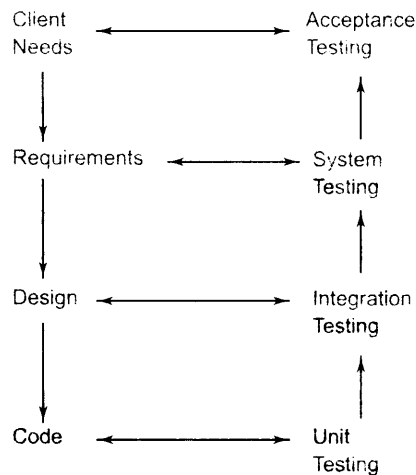 Client
Needs
Acceptance
Testing
Requirements
System
Testing
Design
Integration
Testing
Code
Unit
Testing